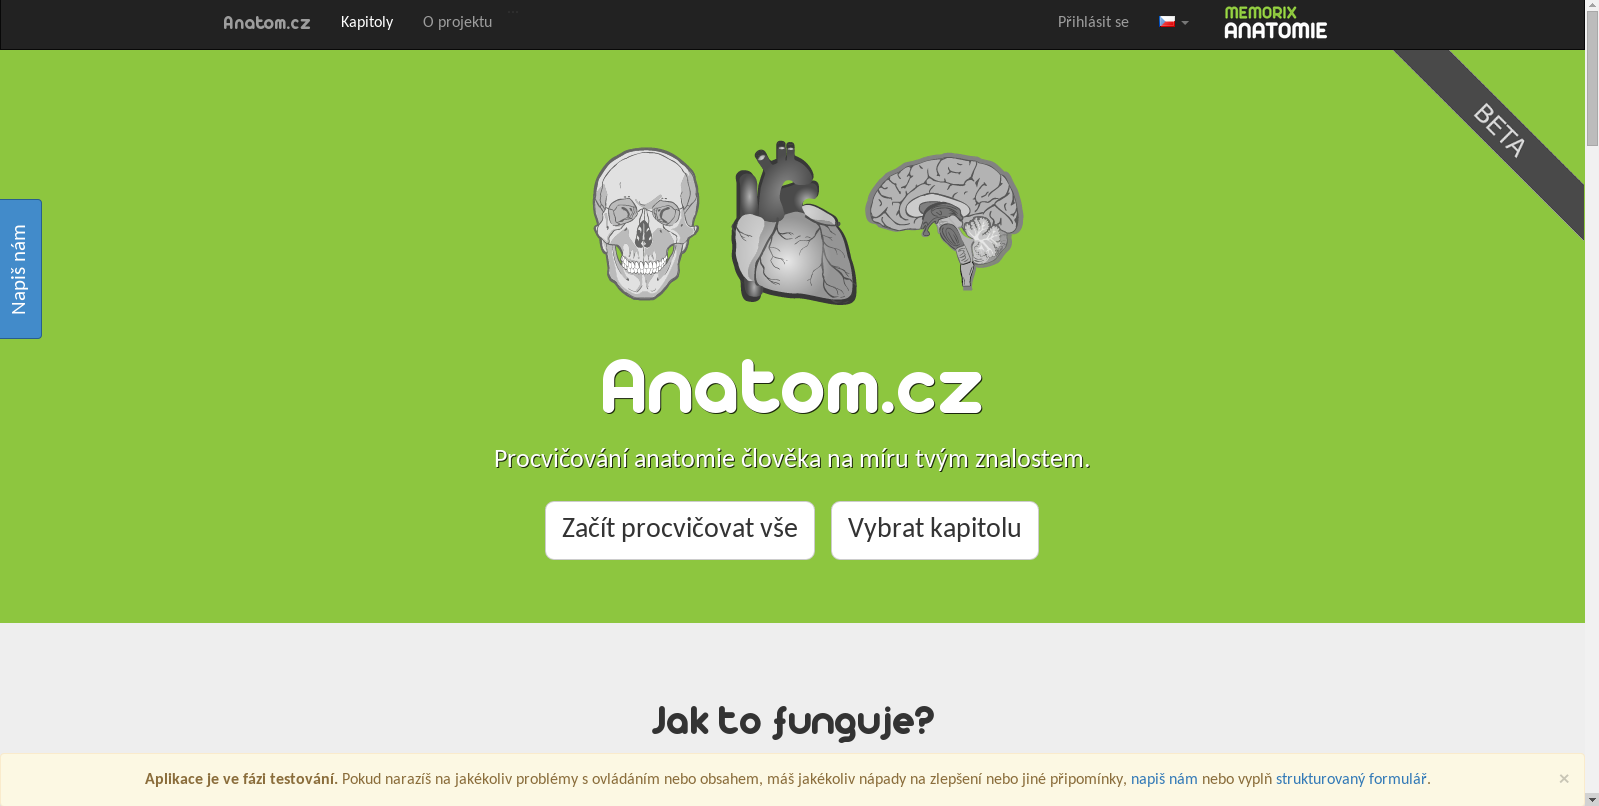 Anatom.cz Kapitoly O projektu ... Přihlásit se MEMORIX
ANATOMIE
BETA
Napiš nám
Anatom.cz
Procvičování anatomie člověka na míru tvým znalostem.
Začít procvičovat vše Vybrat kapitolu
Jak to funguje?
Aplikace je ve fázi testování. Pokud narazíš na jakékoliv problémy s ovládáním nebo obsahem, máš jakékoliv nápady na zlepšení nebo jiné připomínky, napiš nám nebo vyplň strukturovaný formulář. ×